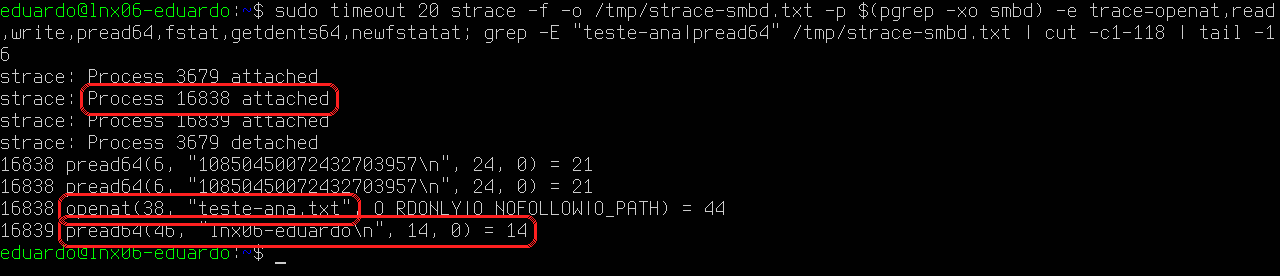 eduardo@lnx06-eduardo:~$ sudo timeout 20 strace -f -o /tmp/strace-smbd.txt -p $(pgrep -xo smbd) -e trace=openat,read
,write,pread64,fstat,getdents64,newfstatat; grep -E "teste-ana|pread64" /tmp/strace-smbd.txt | cut -c1-118 | tail -1
6
strace: Process 3679 attached
strace: Process 16838 attached
strace: Process 16839 attached
strace: Process 3679 detached
16838 pread64(6, "10850450072432703957\n", 24, 0) = 21
16838 pread64(6, "10850450072432703957\n", 24, 0) = 21
16838 openat(38, "teste-ana.txt", O_RDONLY|O_NOFOLLOW|O_PATH) = 44
16839 pread64(46, "lnx06-eduardo\n", 14, 0) = 14
eduardo@lnx06-eduardo:~$ _